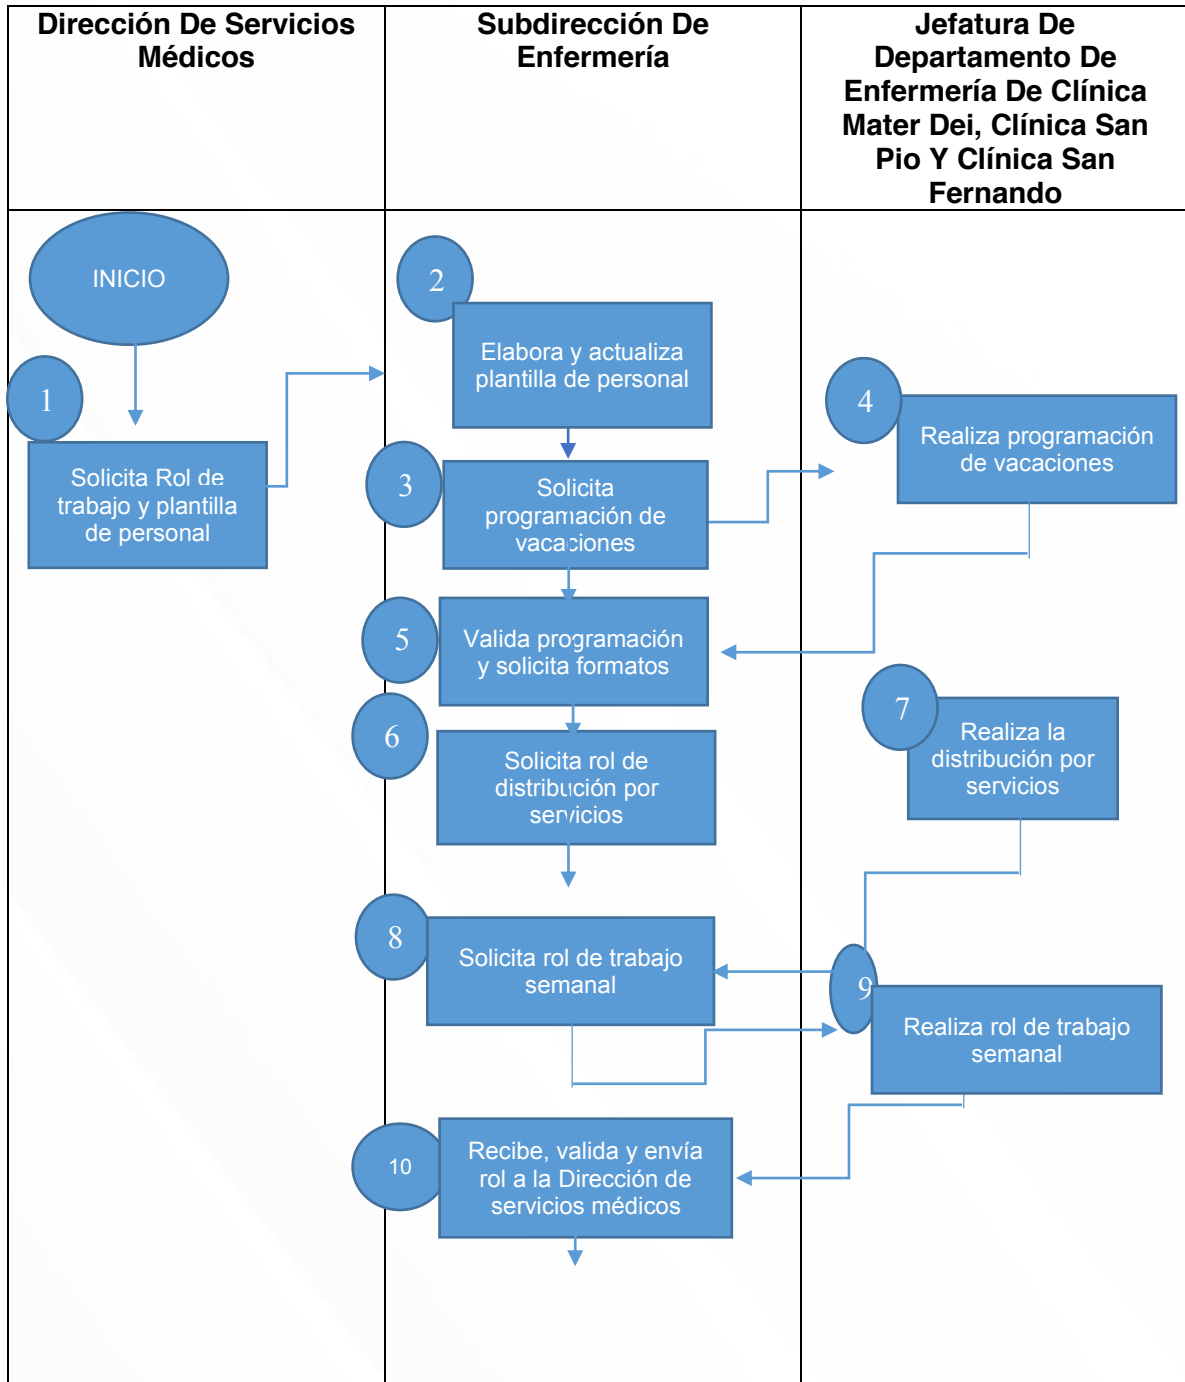 Dirección De Servicios
Médicos
Subdirección De
Enfermería
Jefatura De
Departamento De
Enfermería De Clínica
Mater Dei, Clínica San
Pio Y Clínica San
Fernando
INICIO
1
Solicita Rol de
trabajo y plantilla
de personal
2
Elabora y actualiza
plantilla de personal
3
Solicita
programación de
vacaciones
4
Realiza programación
de vacaciones
5
Valida programación
y solicita formatos
6
Solicita rol de
distribución por
servicios
7
Realiza la
distribución por
servicios
8
Solicita rol de trabajo
semanal
9
Realiza rol de trabajo
semanal
10
Recibe, valida y envía
rol a la Dirección de
servicios médicos